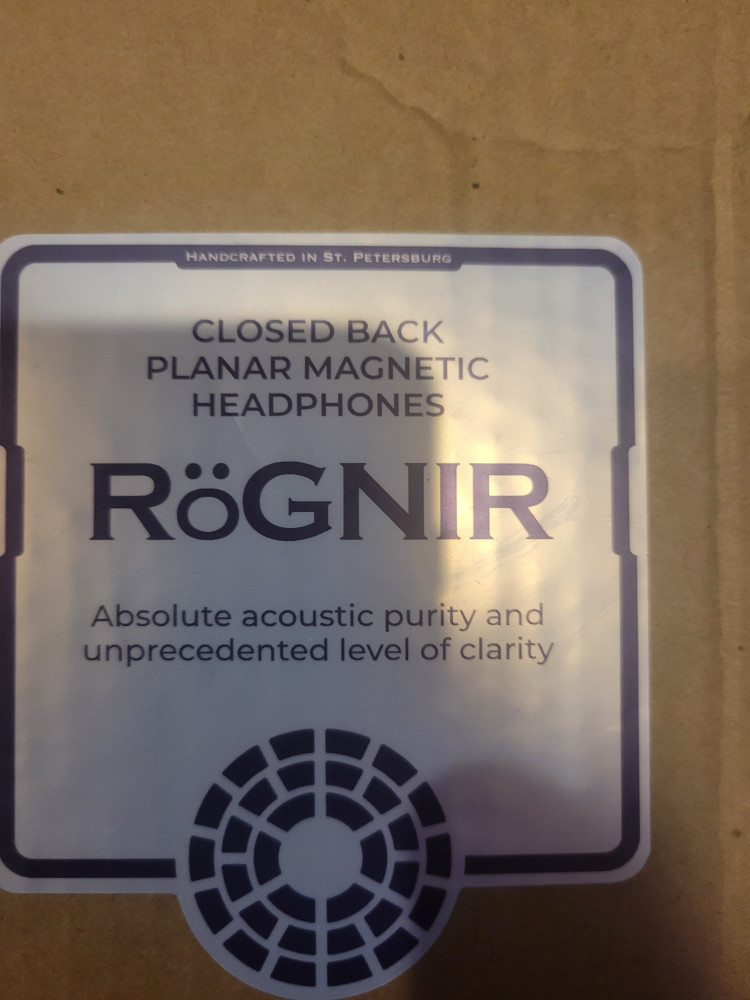 HANDCRAFTED IN ST. PETERSBURG
CLOSED BACK
PLANAR MAGNETIC
HEADPHONES
RöGNIR
Absolute acoustic purity and
unprecedented level of clarity